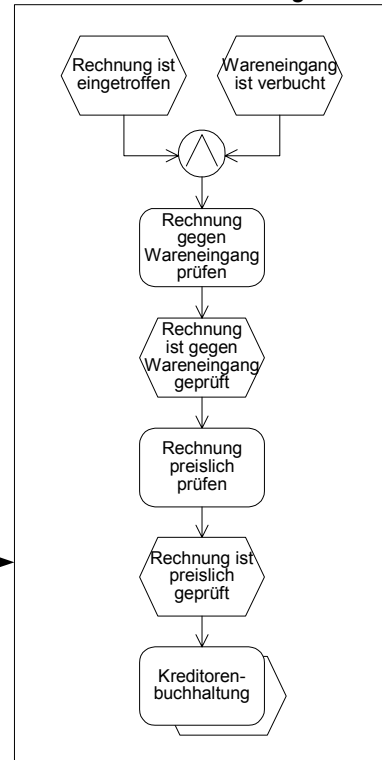 Rechnung ist
eingetroffen
Wareneingang
ist verbucht
Rechnung
gegen
Wareneingang
prüfen
Rechnung
ist gegen
Wareneingang
geprüft
Rechnung
preislich
prüfen
Rechnung ist
preislich
geprüft
Kreditoren-
buchhaltung